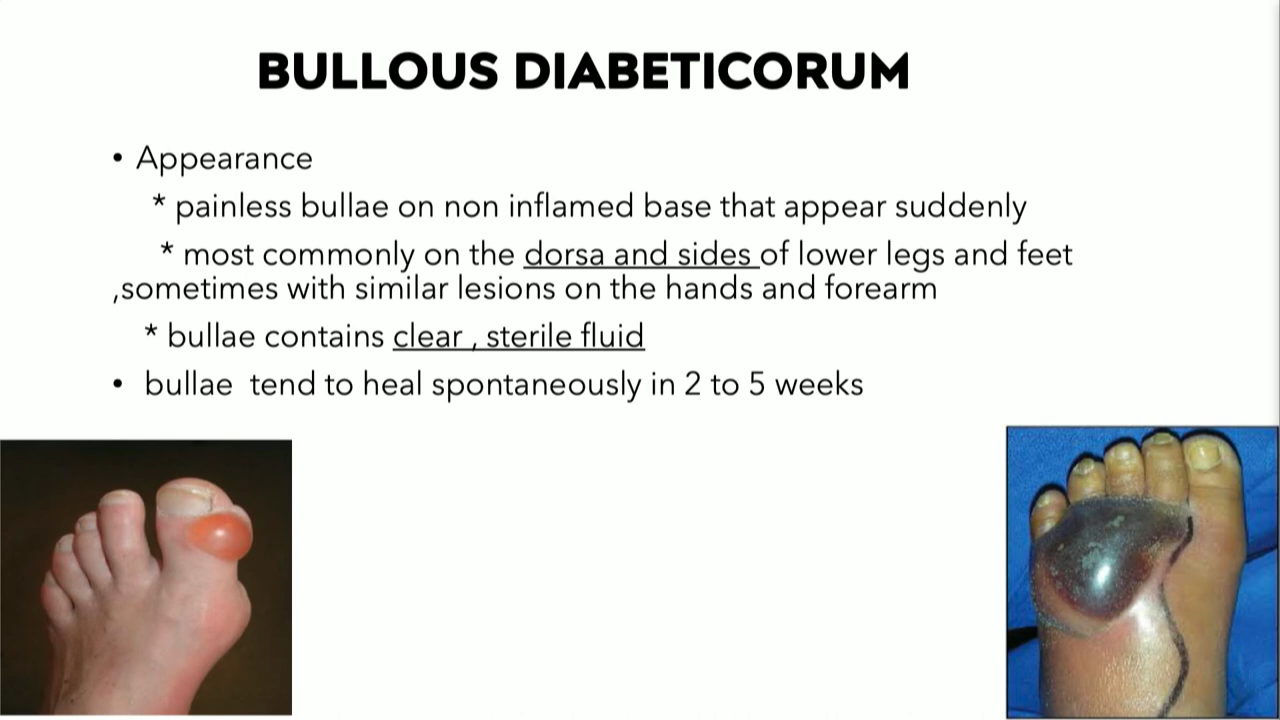 BULLOUS DIABETICORUM
• Appearance
* painless bullae on non inflamed base that appear suddenly
* most commonly on the dorsa and sides of lower legs and feet
,sometimes with similar lesions on the hands and forearm
* bullae contains clear , sterile fluid
• bullae  tend to heal spontaneously in 2 to 5 weeks